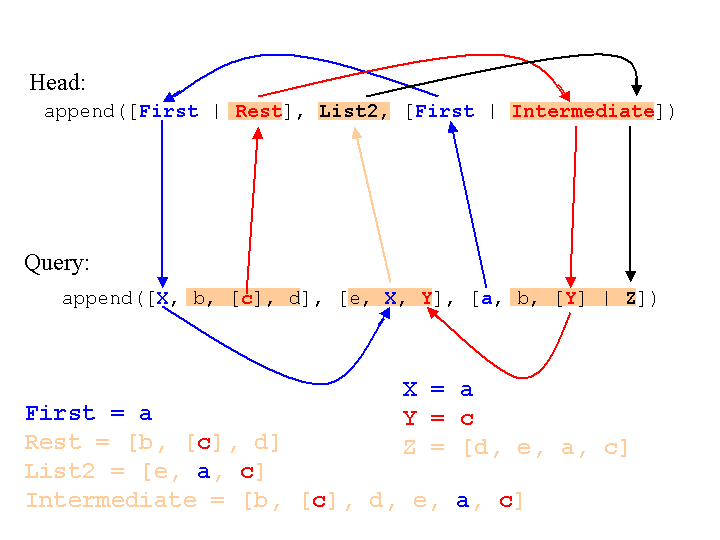 Head:
append([First | Rest], List2, [First | Intermediate])
Query:
append([X, b, [c], d], [e, X, Y], [a, b, [Y] | Z])
X = a
First = a
Y = c
Rest = [b, [c], d]
Z = [d, e, a, c]
List2 = [e, a, c]
Intermediate = [b, [c], d, e, a, c]